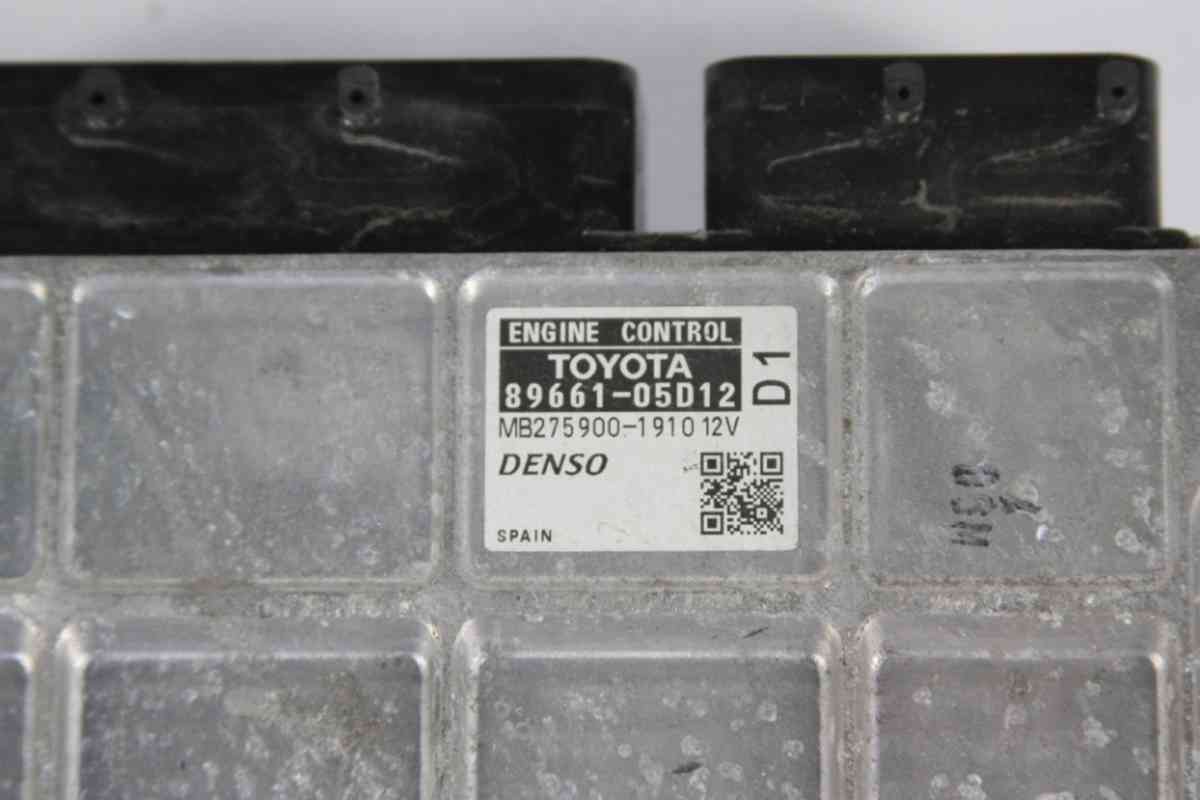 ENGINE CONTROL
TOYOTA
89661-05D12
D1
MB275900-1910 12V
DENSO
SPAIN